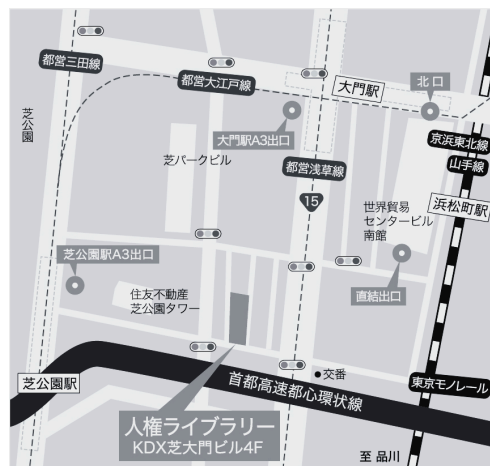 都営三田線
都営大江戸線
大門駅
北口
芝公園
大門駅A3出口
京浜東北線
山手線
芝パークビル
都営浅草線
15
浜松町駅
世界貿易
センタービル
南館
芝公園駅A3出口
直結出口
住友不動産
芝公園タワー
交番
芝公園駅
首都高速都心環状線
東京モノレール
人権ライブラリー
KDX芝大門ビル4F
至 品川